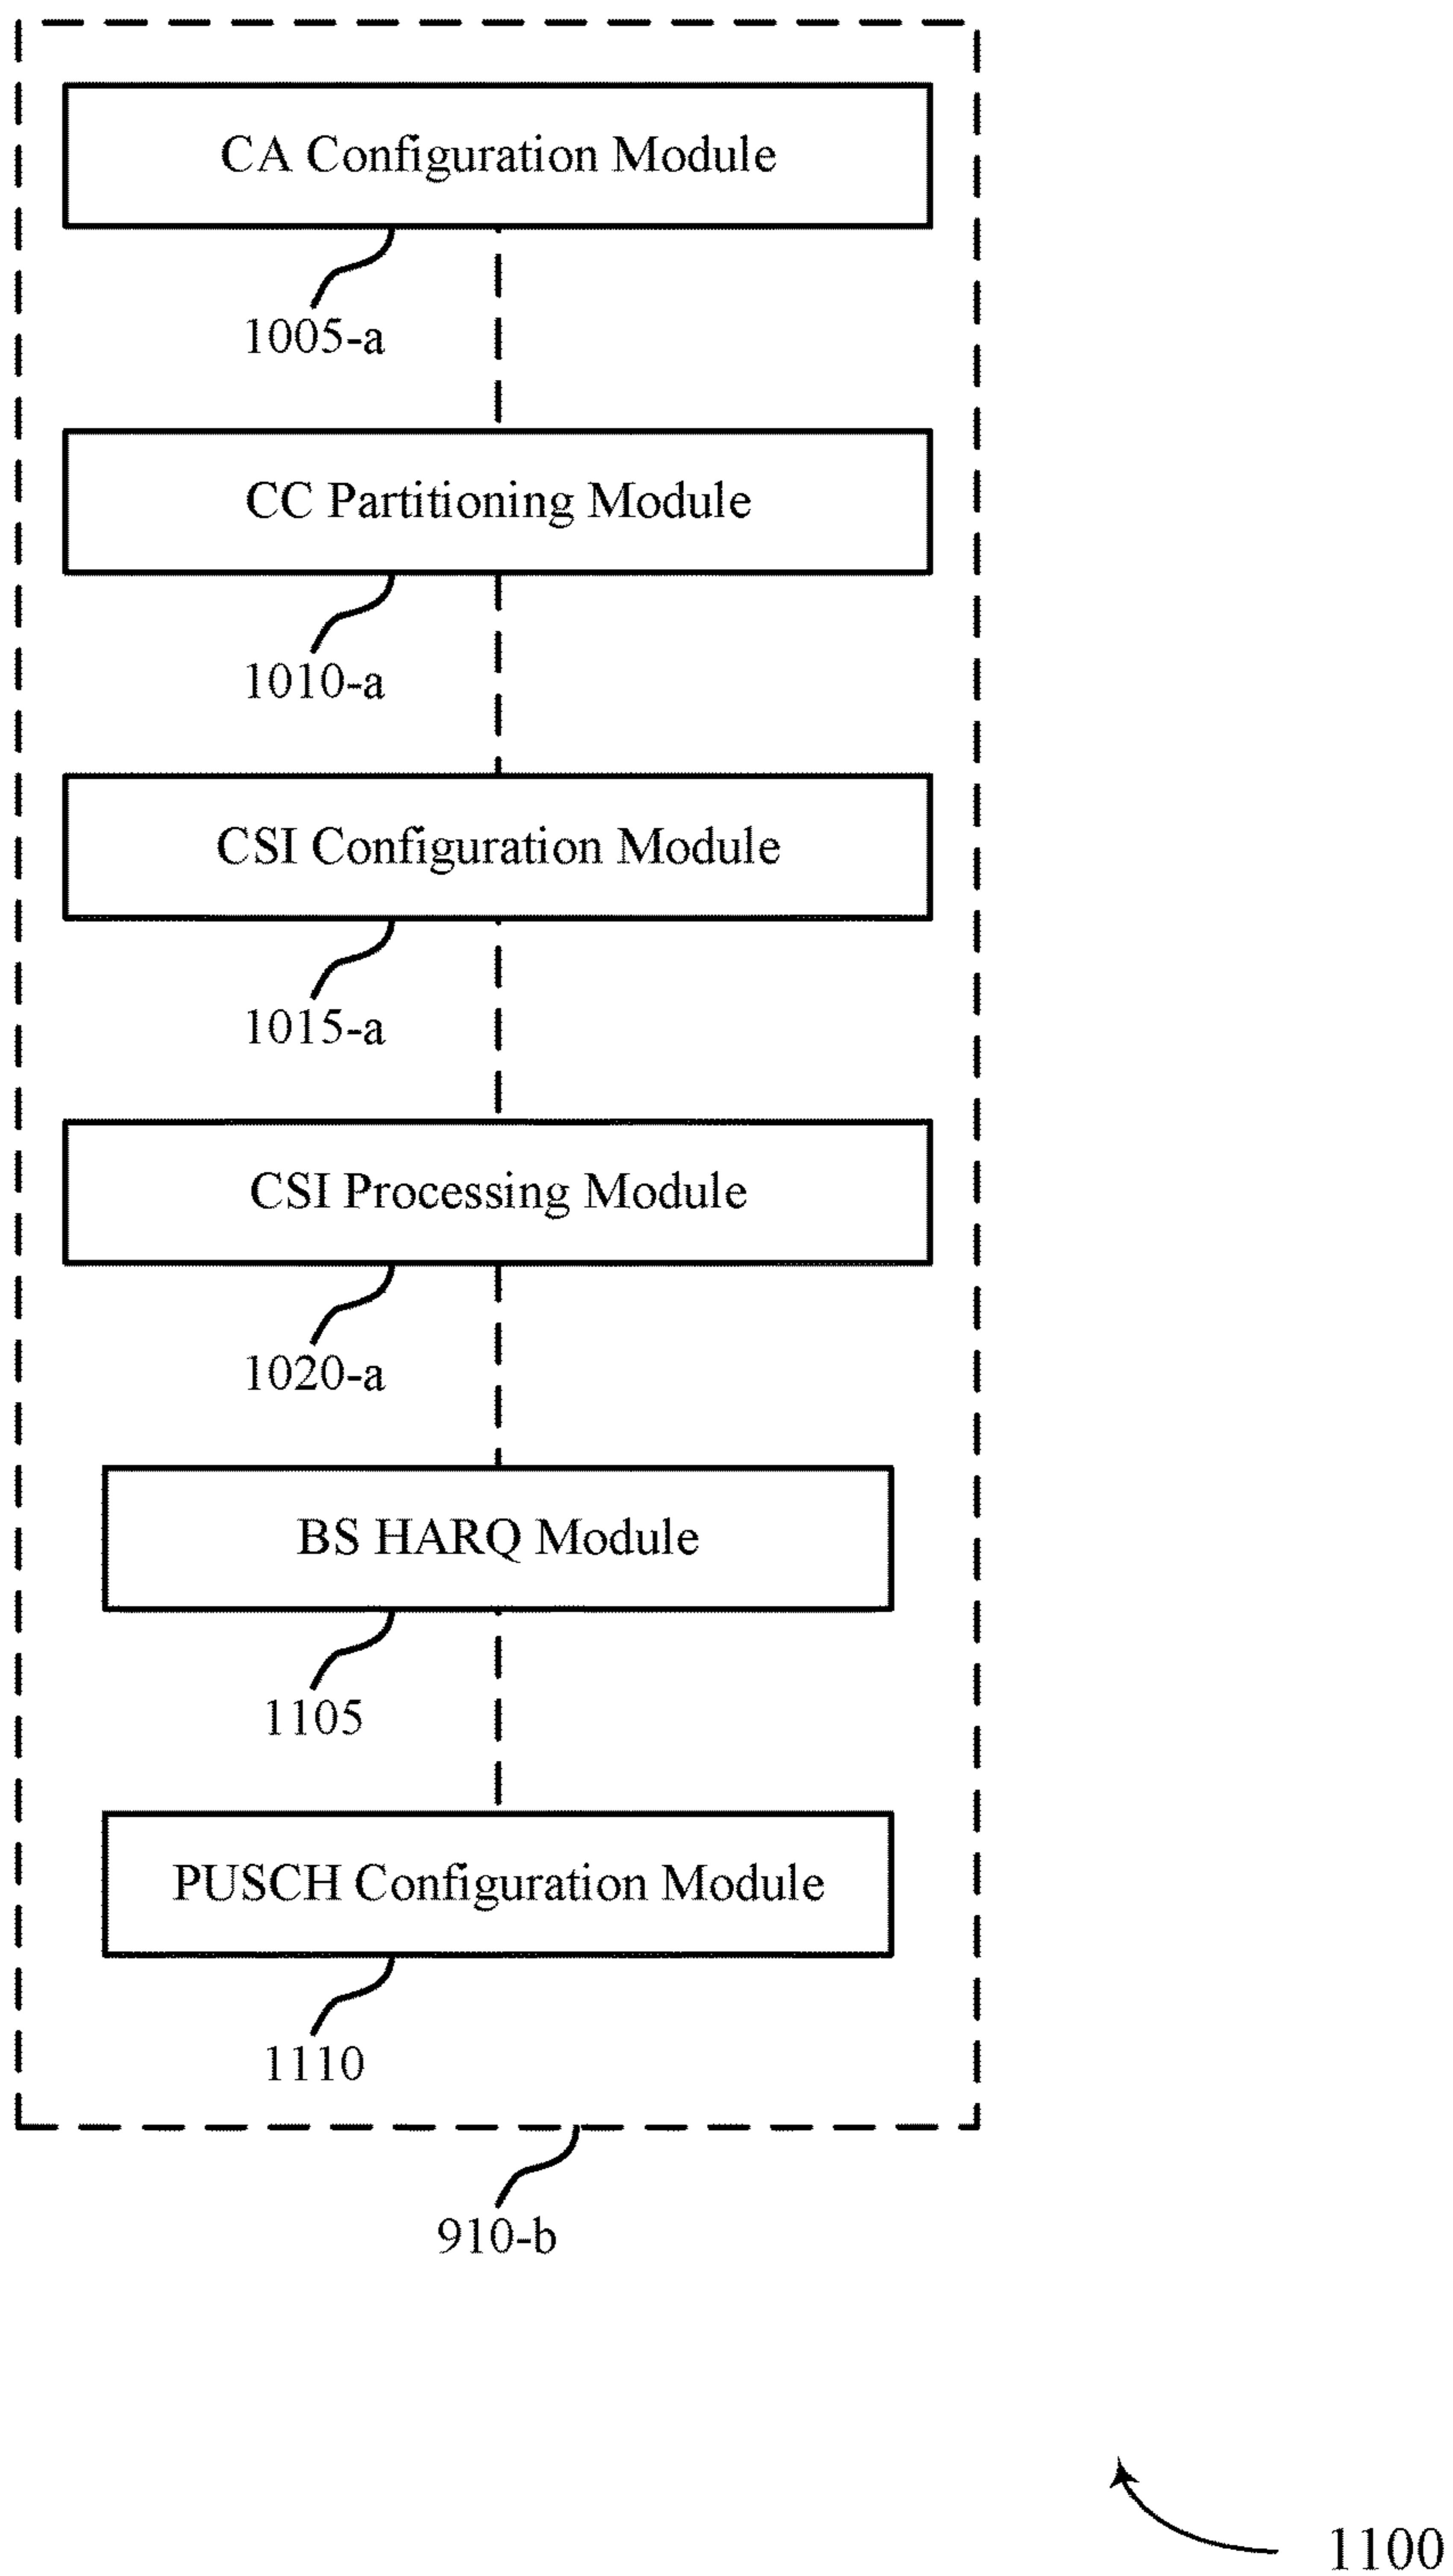 CA Configuration Module
1005-a
CC Partitioning Module
1010-a
CSI Configuration Module
1015-a
CSI Processing Module
1020-a
BS HARQ Module
1105
PUSCH Configuration Module
1110
910-b
1100